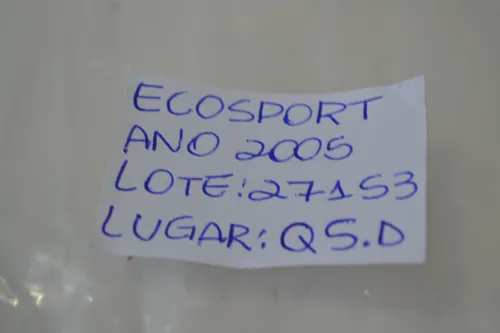 ECOSPORT
ANO 2005
LOTE: 27153
LUGAR: QS.D